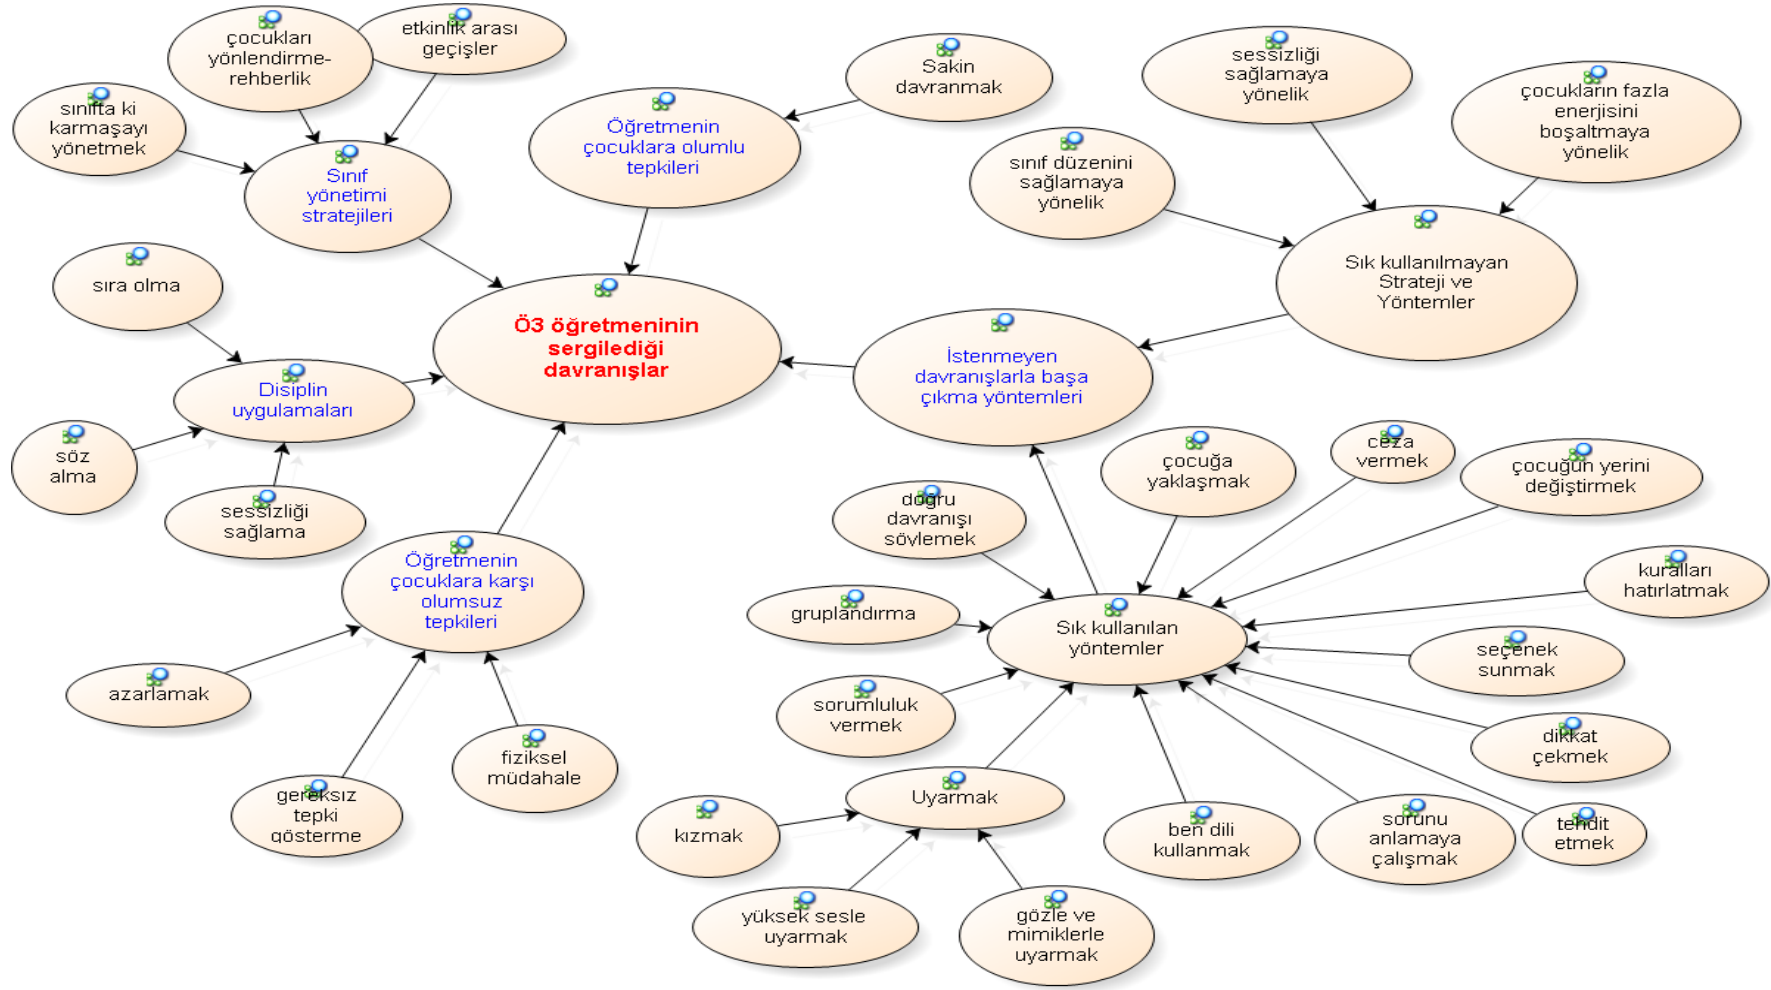 çocukları
yönlendirme-
rehberlik
etkinlik arası
geçişler
sınıfta ki
karmaşayı
yönetmek
Sınıf
yönetimi
stratejileri
Öğretmenin
çocuklara olumlu
tepkileri
Sakin
davranmak
sessizliği
sağlamaya
yönelik
çocukların fazla
enerjisini
boşaltmaya
yönelik
sınıf düzenini
sağlamaya
yönelik
Sık kullanılmayan
Strateji ve
Yöntemler
sıra olma
Ö3 öğretmeninin
sergilediği
davranışlar
İstenmeyen
davranışlarla başa
çıkma yöntemleri
Disiplin
uygulamaları
söz
alma
sessizliği
sağlama
Öğretmenin
çocuklara karşı
olumsuz
tepkileri
azarlamak
gereksiz
tepki
gösterme
fiziksel
müdahale
doğru
davranışı
söylemek
çocuğa
yaklaşmak
ceza
vermek
çocuğun yerini
değiştirmek
kuralları
hatırlatmak
gruplandırma
Sık kullanılan
yöntemler
seçenek
sunmak
sorumluluk
vermek
dikkat
çekmek
Uyarmak
kızmak
yüksek sesle
uyarmak
gözle ve
mimiklerle
uyarmak
ben dili
kullanmak
sorunu
anlamaya
çalışmak
tehdit
etmek